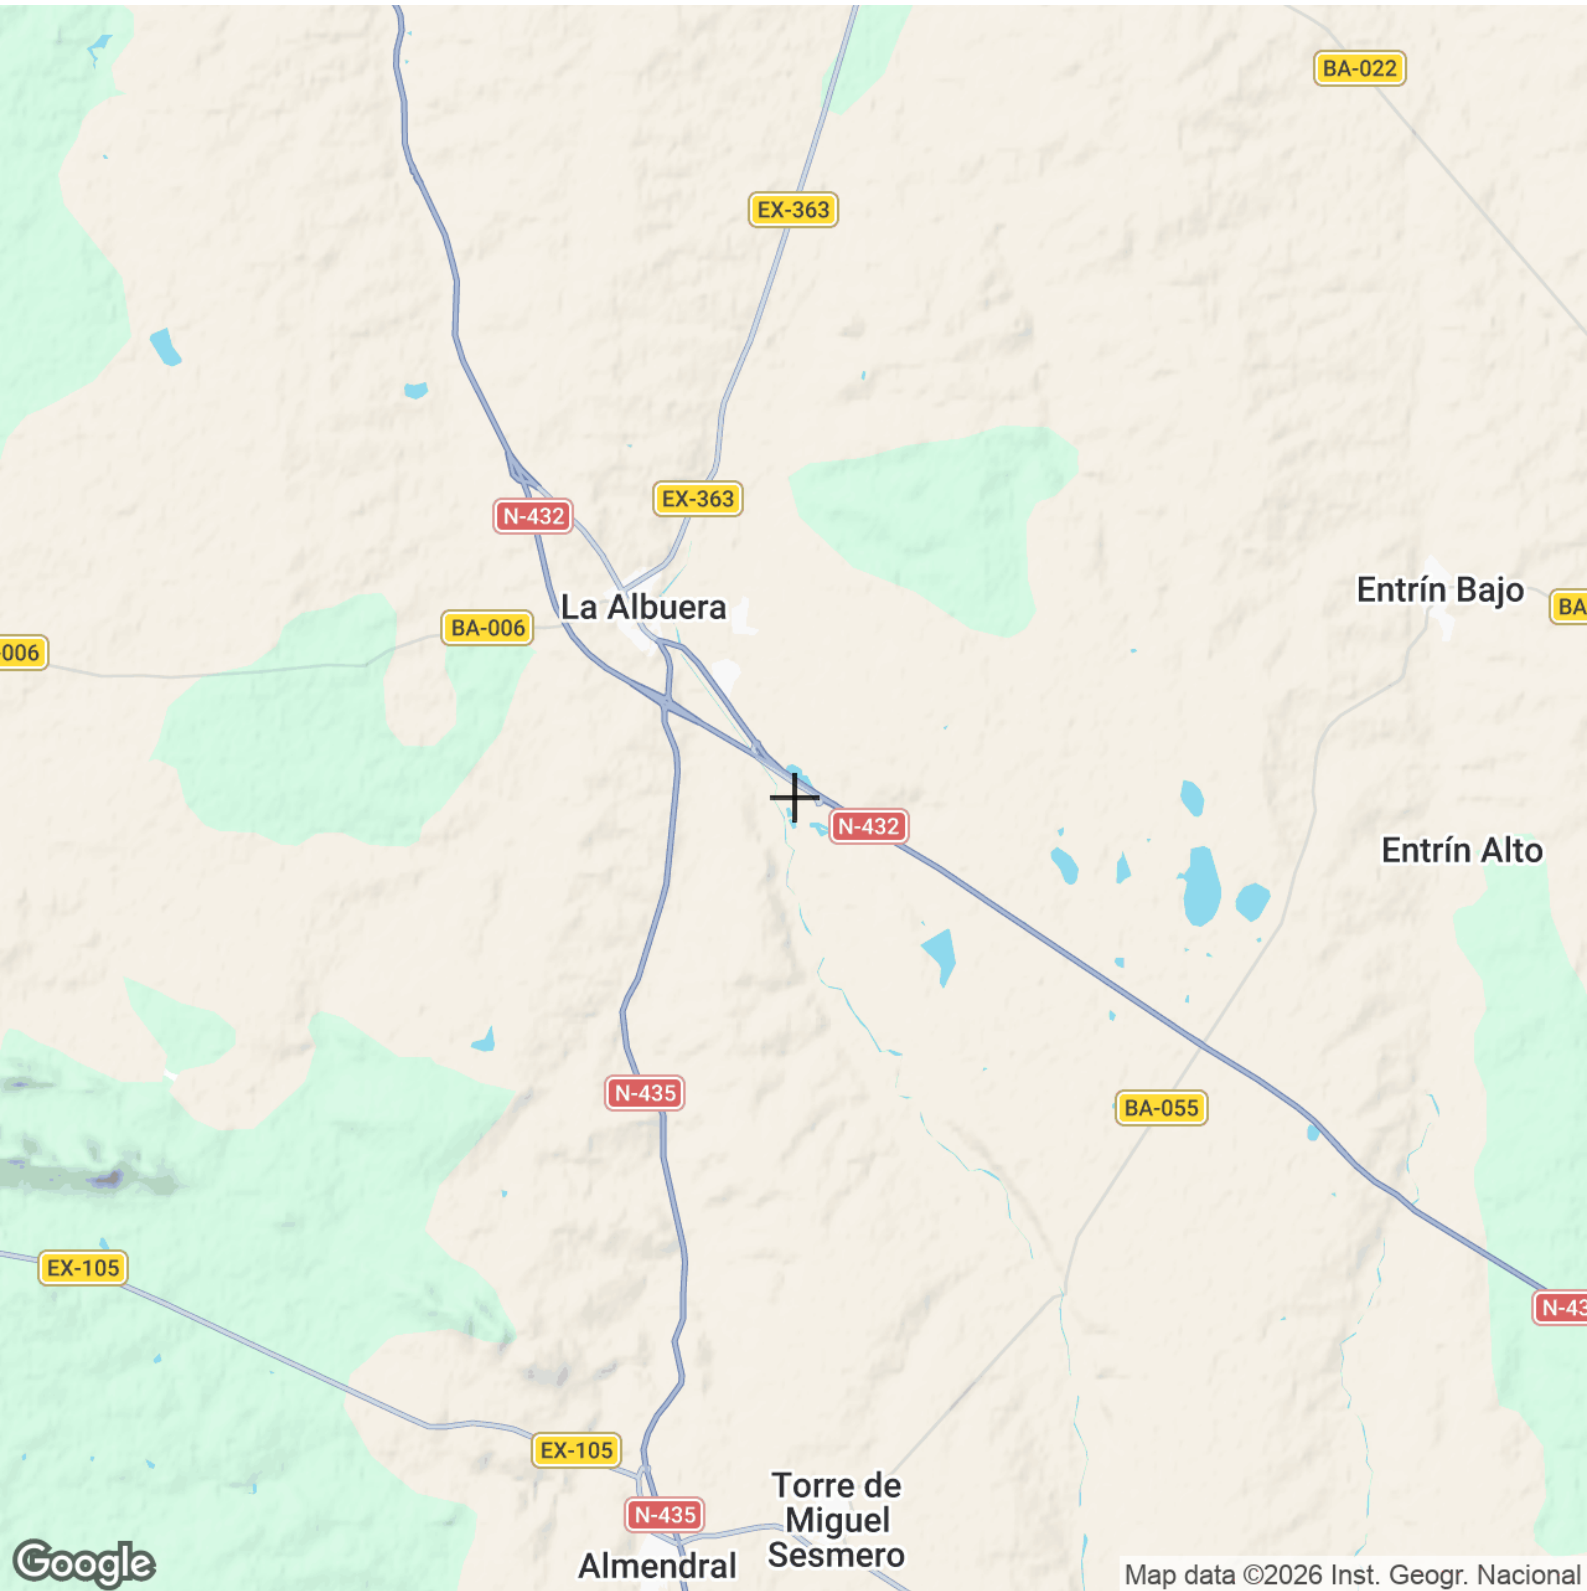 BA-022
EX-363
EX-363
N-432
La Albuera
BA-006
-006
Entrín Bajo
BA
N-432
Entrín Alto
N-435
BA-055
EX-105
N-43
EX-105
N-435
Torre de
Miguel
Sesmero
Almendral
Google
Map data ©2026 Inst. Geogr. Nacional